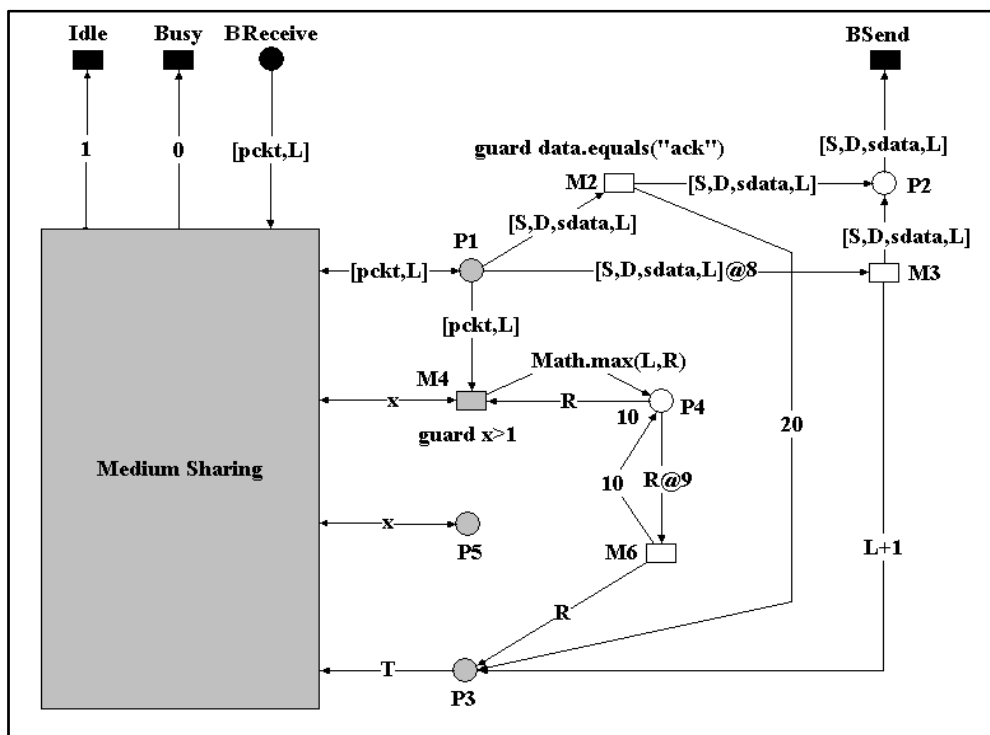 Idle Busy BReceive BSend
1 0 [pckt,L] [S,D,sdata,L]
guard data.equals("ack")
M2 [S,D,sdata,L] P2
[S,D,sdata,L] [S,D,sdata,L]
P1
[pckt,L] [S,D,sdata,L]@8 M3
[pckt,L]
M4 Math.max(L,R)
x R 10 P4 20
guard x>1
Medium Sharing
10 R@9
x
P5 M6 L+1
R
T
P3